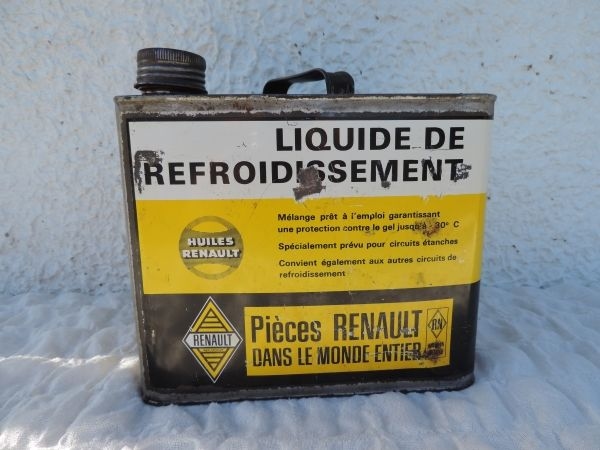 LIQUIDE DE
REFROIDISSEMENT
Mélange prêt à l'emploi garantissant
une protection contre le gel jusqu'à - 30° C
Spécialement prévu pour circuits étanches
Convient également aux autres circuits de
refroidissement
HUILES
RENAULT
RENAULT
Pièces RENAULT
DANS LE MONDE ENTIER
RN